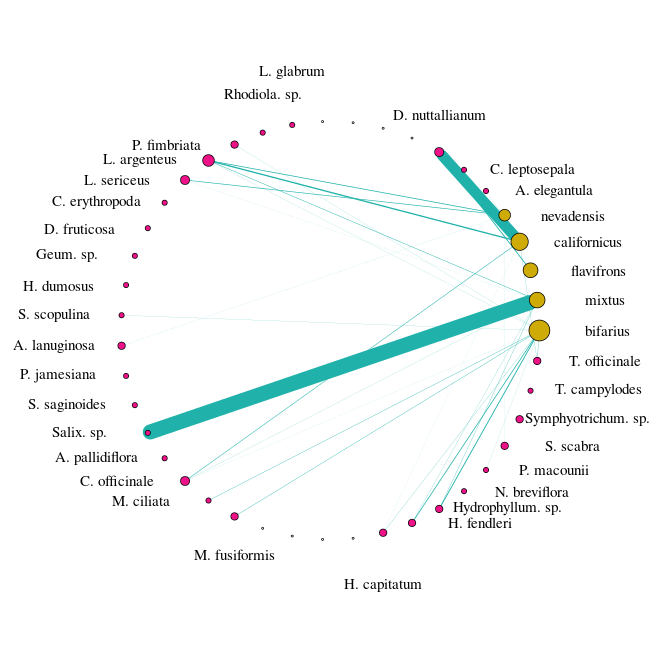 L. glabrum
Rhodiola. sp.
D. nuttallianum
P. fimbriata
L. argenteus
C. leptosepala
L. sericeus
A. elegantula
C. erythropoda
nevadensis
D. fruticosa
californicus
Geum. sp.
flavifrons
H. dumosus
mixtus
S. scopulina
bifarius
A. lanuginosa
T. officinale
P. jamesiana
T. campylodes
S. saginoides
Symphyotrichum. sp.
Salix. sp.
S. scabra
A. pallidiflora
P. macounii
C. officinale
N. breviflora
M. ciliata
Hydrophyllum. sp.
H. fendleri
M. fusiformis
H. capitatum